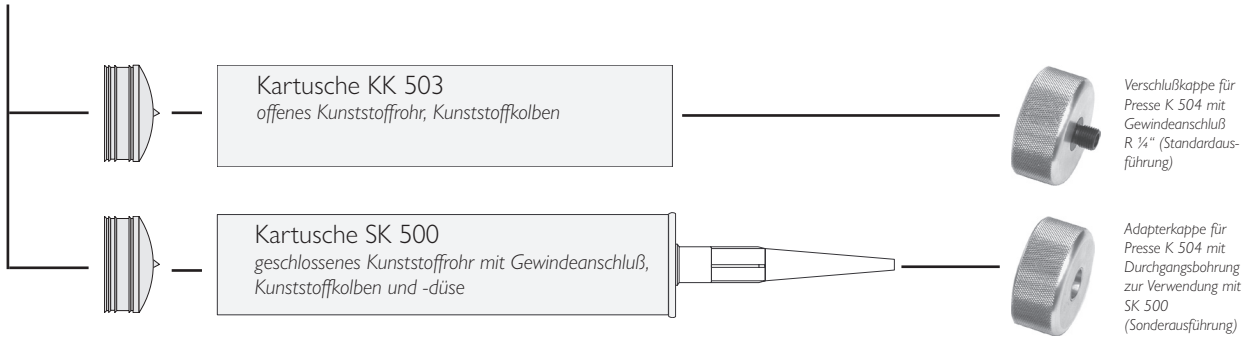 Kartusche KK 503
offenes Kunststoffrohr, Kunststoffkolben
Verschlußkappe für
Presse K 504 mit
Gewindeanschluß
R ¼“ (Standardaus-
führung)
Kartusche SK 500
geschlossenes Kunststoffrohr mit Gewindeanschluß,
Kunststoffkolben und -düse
Adapterkappe für
Presse K 504 mit
Durchgangsbohrung
zur Verwendung mit
SK 500
(Sonderausführung)